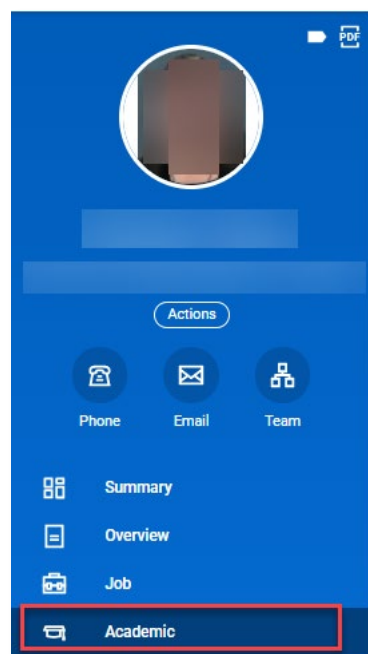 PDF
Actions
Phone Email Team
Summary
Overview
Job
Academic